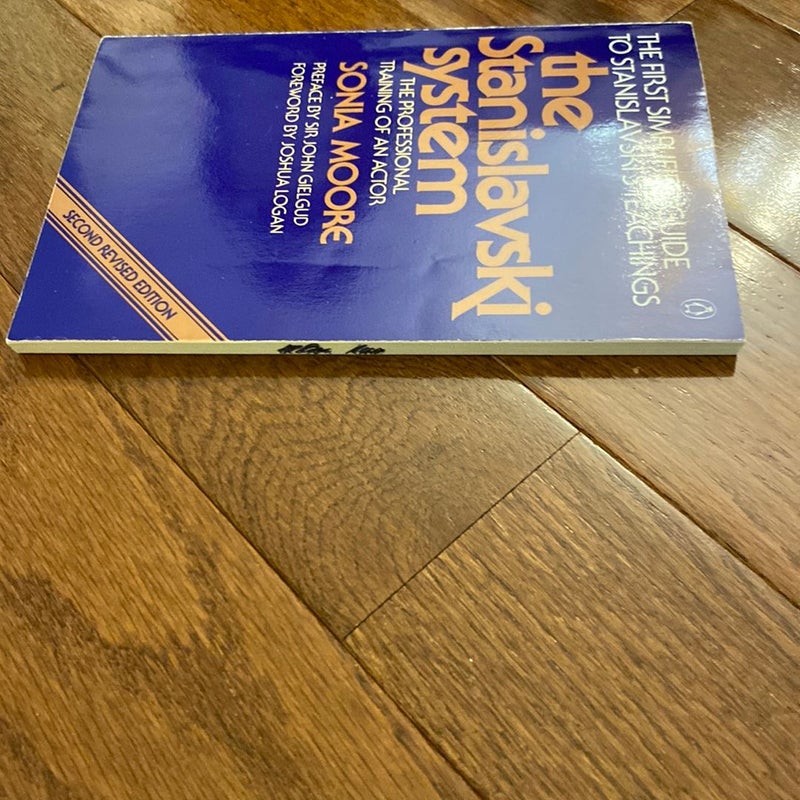 THE FIRST SIMPLIFIED GUIDE
TO STANISLAVSKI'S TEACHINGS
the
Stanislavski
system
THE PROFESSIONAL
TRAINING OF AN ACTOR
SONIA MOORE
PREFACE BY SIR JOHN GIELGUD
FOREWORD BY JOSHUA LOGAN
SECOND REVISED EDITION